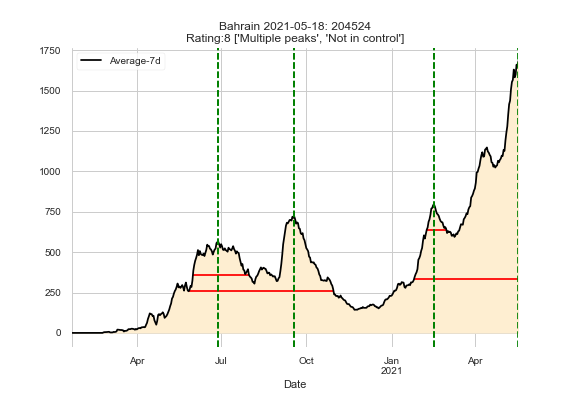 Bahrain 2021-05-18: 204524
Rating:8 ['Multiple peaks', 'Not in control']
1750
Average-7d
1500
1250
1000
750
500
250
0
Apr Jul Oct Jan Apr
2021
Date